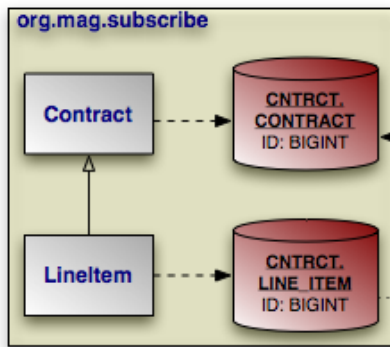 org.mag.subscribe
Contract
CNTRCT.
CONTRACT
ID: BIGINT
LineItem
CNTRCT.
LINE_ITEM
ID: BIGINT